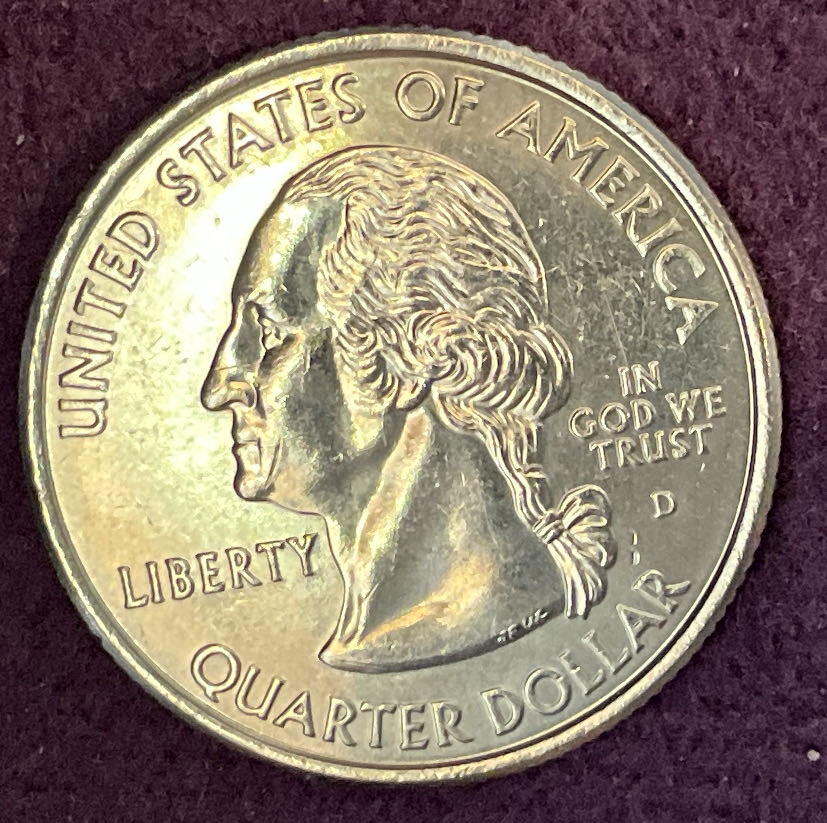 UNITED STATES OF AMERICA
IN
GOD WE
TRUST
D
LIBERTY
QUARTER DOLLAR